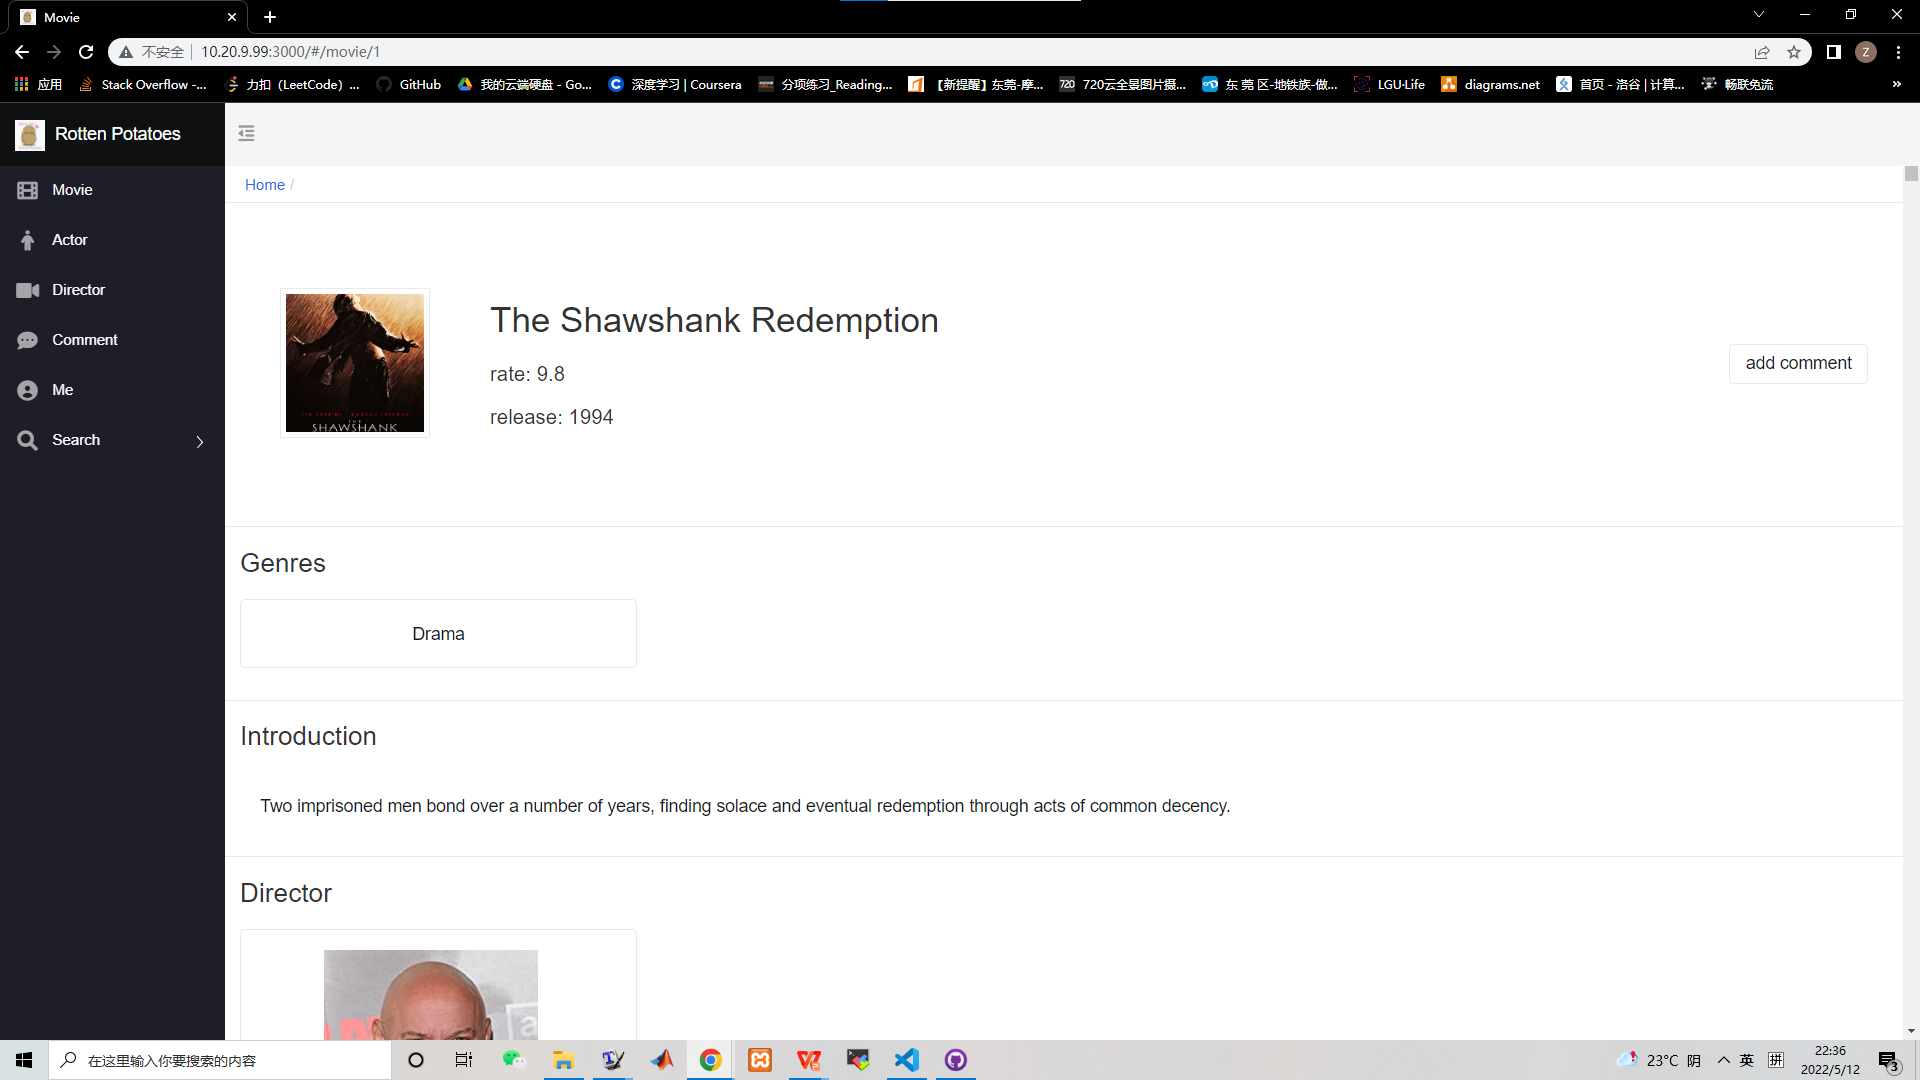 Movie
不安全 10.20.9.99:3000/#/movie/1
Z
应用 Stack Overflow -... 力扣（LeetCode）... GitHub 我的云端硬盘 - Go... 深度学习 | Coursera 分项练习_Reading... 【新提醒】东莞-摩... 720云全景图片摄... 东 莞 区-地铁族-做... LGU·Life diagrams.net 首页 - 洛谷 | 计算... 畅联免流 »
Rotten Potatoes
Home /
Movie
Actor
Director
Comment
Me
Search
SHAWSHANK
The Shawshank Redemption
rate: 9.8
release: 1994
add comment
Genres
Drama
Introduction
Two imprisoned men bond over a number of years, finding solace and eventual redemption through acts of common decency.
Director
在这里输入你要搜索的内容
23°C 阴 英 拼
22:36
2022/5/12
3